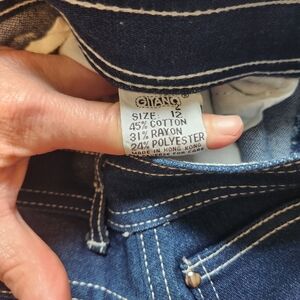 GITANO
SIZE: 12
45% COTTON
31% RAYON
24% POLYESTER
MADE IN HONG KONG